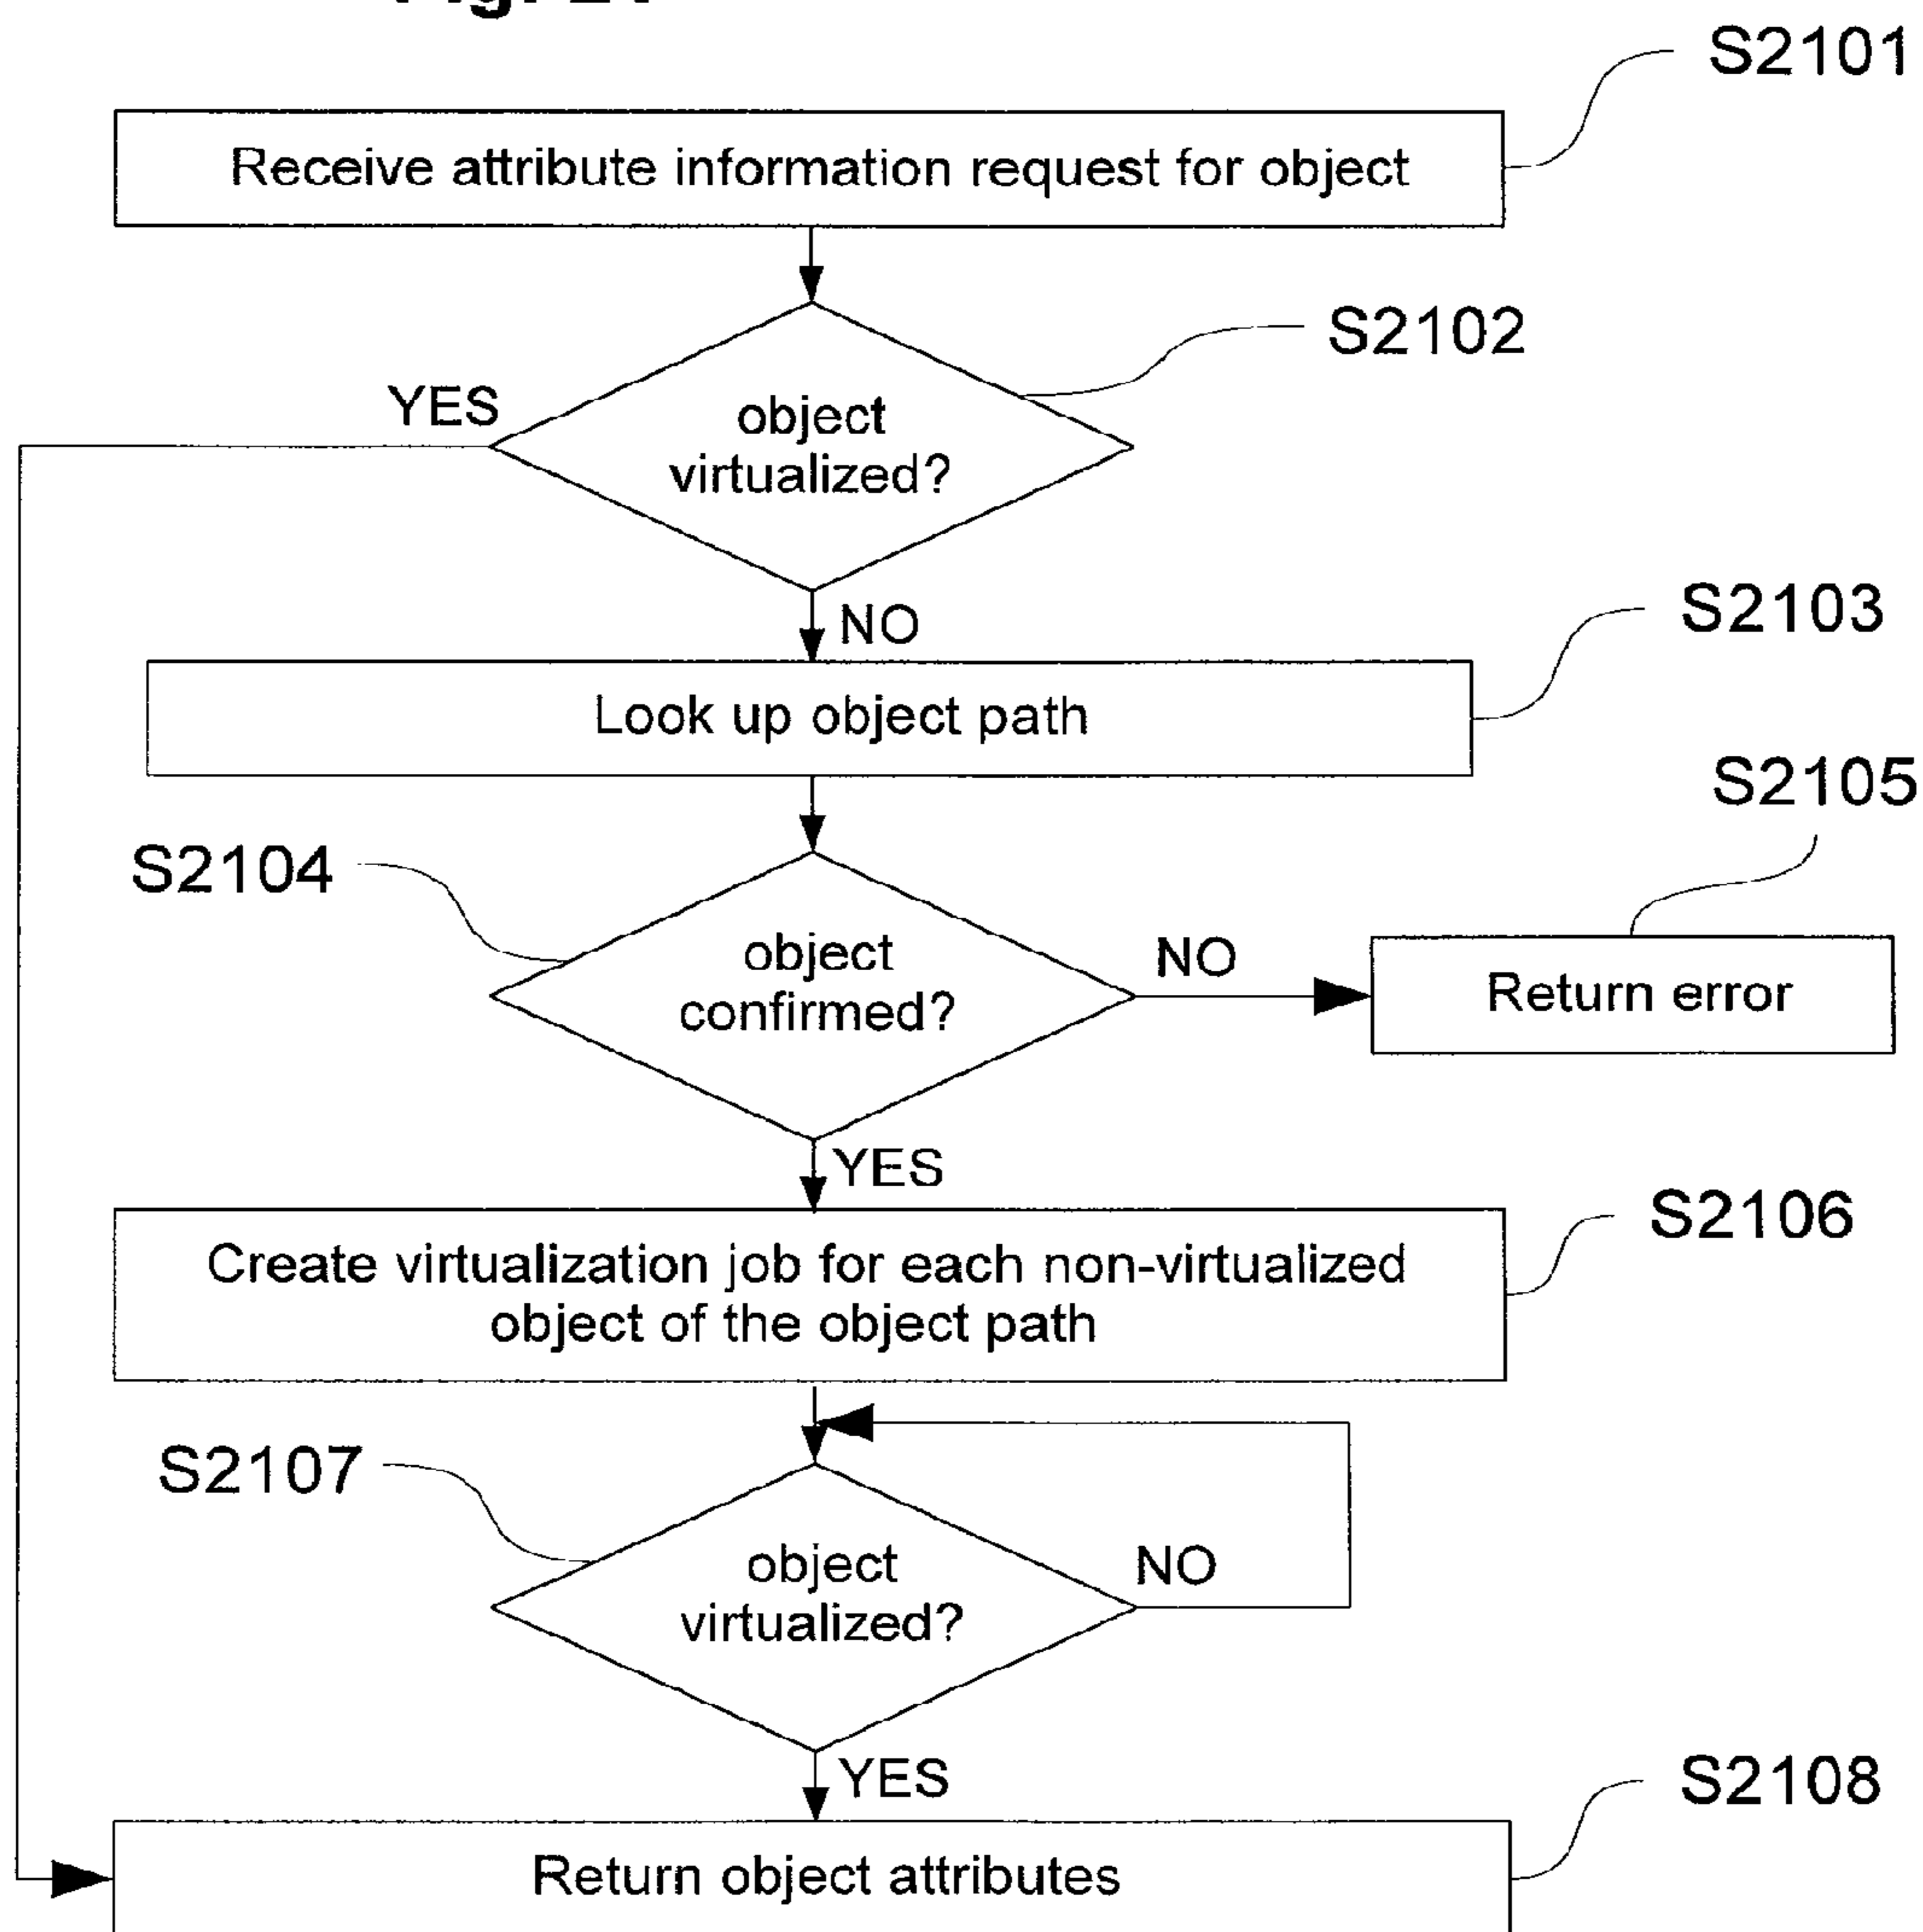 S2101
Receive attribute information request for object
S2102
YES
object
virtualized?
NO
S2103
Look up object path
S2105
S2104
object
confirmed?
NO
Return error
YES
S2106
Create virtualization job for each non-virtualized
object of the object path
S2107
object
virtualized?
NO
YES
S2108
Return object attributes